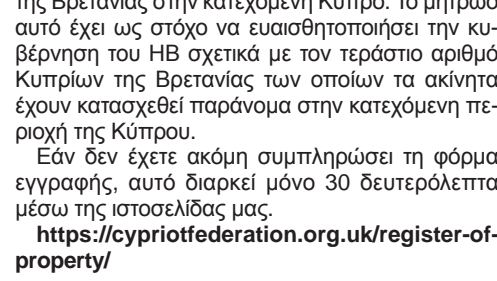 της Βρετανίας στην κατεχόμενη Κύπρο. Το μητρώο
αυτό έχει ως στόχο να ευαισθητοποιήσει την κυ-
βέρνηση του ΗΒ σχετικά με τον τεράστιο αριθμό
Κυπρίων της Βρετανίας των οποίων τα ακίνητα
έχουν κατασχεθεί παράνομα στην κατεχόμενη πε-
ριοχή της Κύπρου.
Εάν δεν έχετε ακόμη συμπληρώσει τη φόρμα
εγγραφής, αυτό διαρκεί μόνο 30 δευτερόλεπτα
μέσω της ιστοσελίδας μας.
https://cypriotfederation.org.uk/register-of-
property/